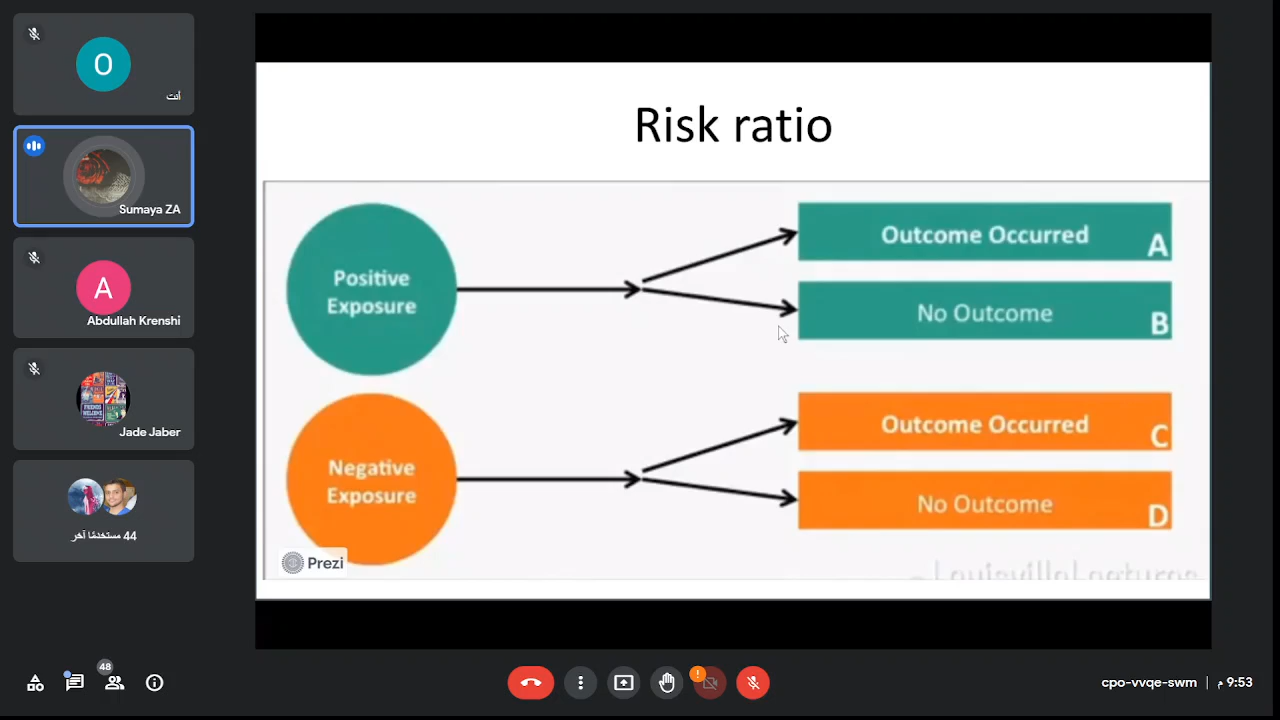 O
أنت
Sumaya ZA
A
Abdullah Krenshi
Jade Jaber
44 مستخدمًا آخر
Risk ratio
Positive
Exposure
Outcome Occurred A
No Outcome B
Negative
Exposure
Outcome Occurred C
No Outcome D
Prezi
LouisvilleLectures
48
!
cpo-vvqe-swm | 9:53 م